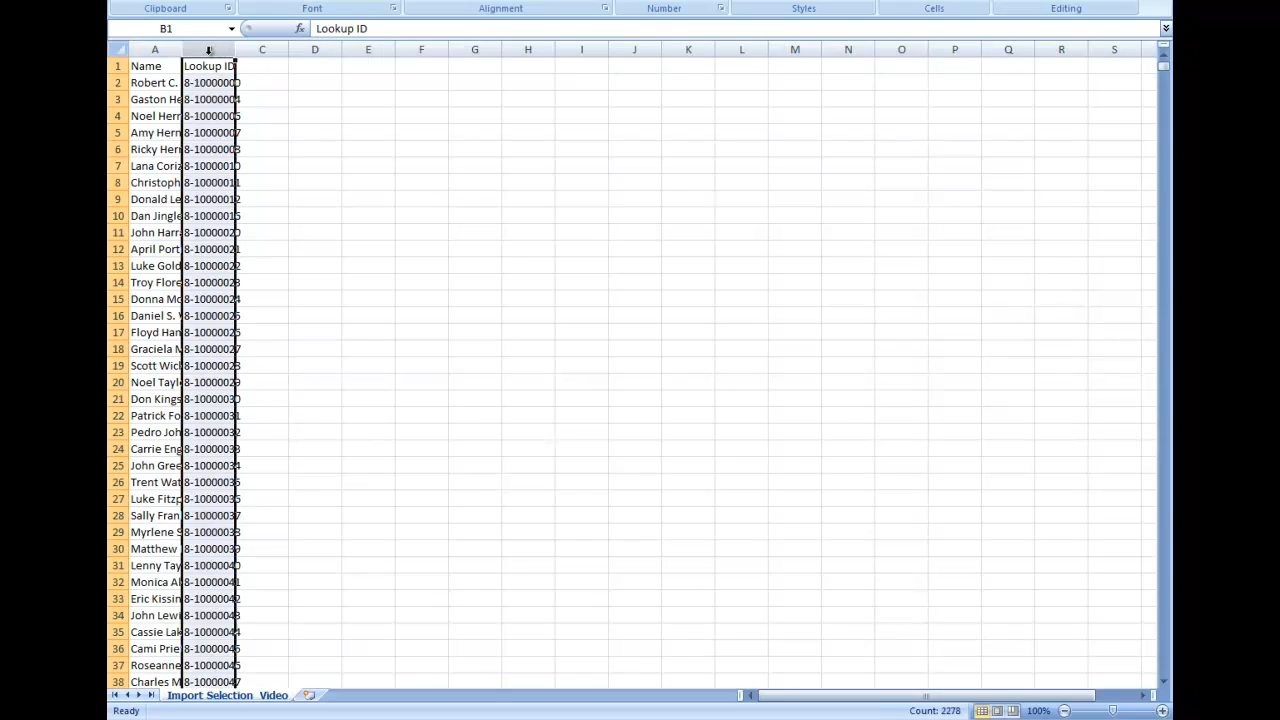 Clipboard Font Alignment Number Styles Cells Editing
B1 fx Lookup ID
A B C D E F G H I J K L M N O P Q R S
1 Name Lookup ID
2 Robert C. 8-10000000
3 Gaston He 8-10000004
4 Noel Herr 8-10000006
5 Amy Hern 8-10000007
6 Ricky Her 8-10000008
7 Lana Coriz 8-10000010
8 Christoph 8-10000011
9 Donald Le 8-10000012
10 Dan Jingle 8-10000016
11 John Harr 8-10000020
12 April Port 8-10000021
13 Luke Gold 8-10000022
14 Troy Flore 8-10000023
15 Donna Mc 8-10000024
16 Daniel S. 8-10000025
17 Floyd Han 8-10000026
18 Graciela 8-10000027
19 Scott Wicl 8-10000028
20 Noel Tayl 8-10000029
21 Don Kings 8-10000030
22 Patrick Fo 8-10000031
23 Pedro Joh 8-10000032
24 Carrie Eng 8-10000033
25 John Gree 8-10000034
26 Trent Wat 8-10000035
27 Luke Fitzp 8-10000036
28 Sally Fran 8-10000037
29 Myrlene S 8-10000038
30 Matthew 8-10000039
31 Lenny Tay 8-10000040
32 Monica Al 8-10000041
33 Eric Kissin 8-10000042
34 John Lewi 8-10000043
35 Cassie Lak 8-10000044
36 Cami Prie 8-10000045
37 Roseanne 8-10000046
38 Charles M 8-10000047
Import Selection Video
Ready Count: 2278 100%